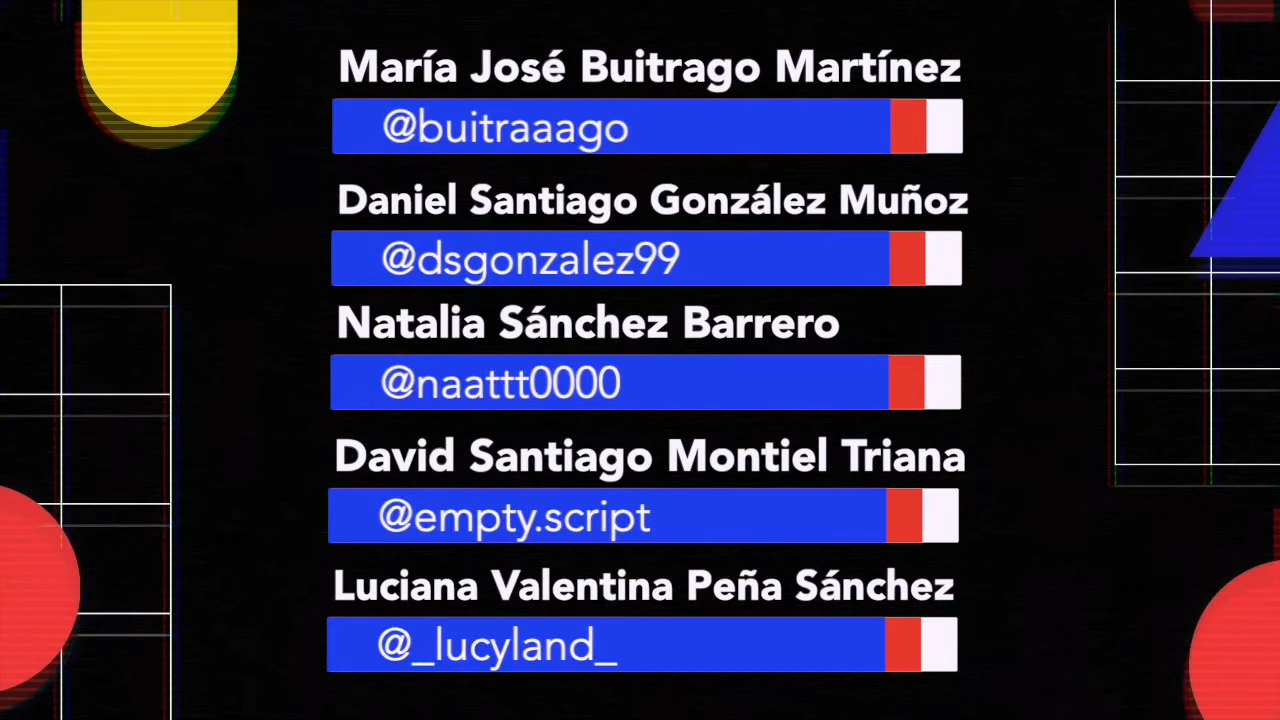 María José Buitrago Martínez
@buitraaago
Daniel Santiago González Muñoz
@dsgonzalez99
Natalia Sánchez Barrero
@naattt0000
David Santiago Montiel Triana
@empty.script
Luciana Valentina Peña Sánchez
@_lucyland_